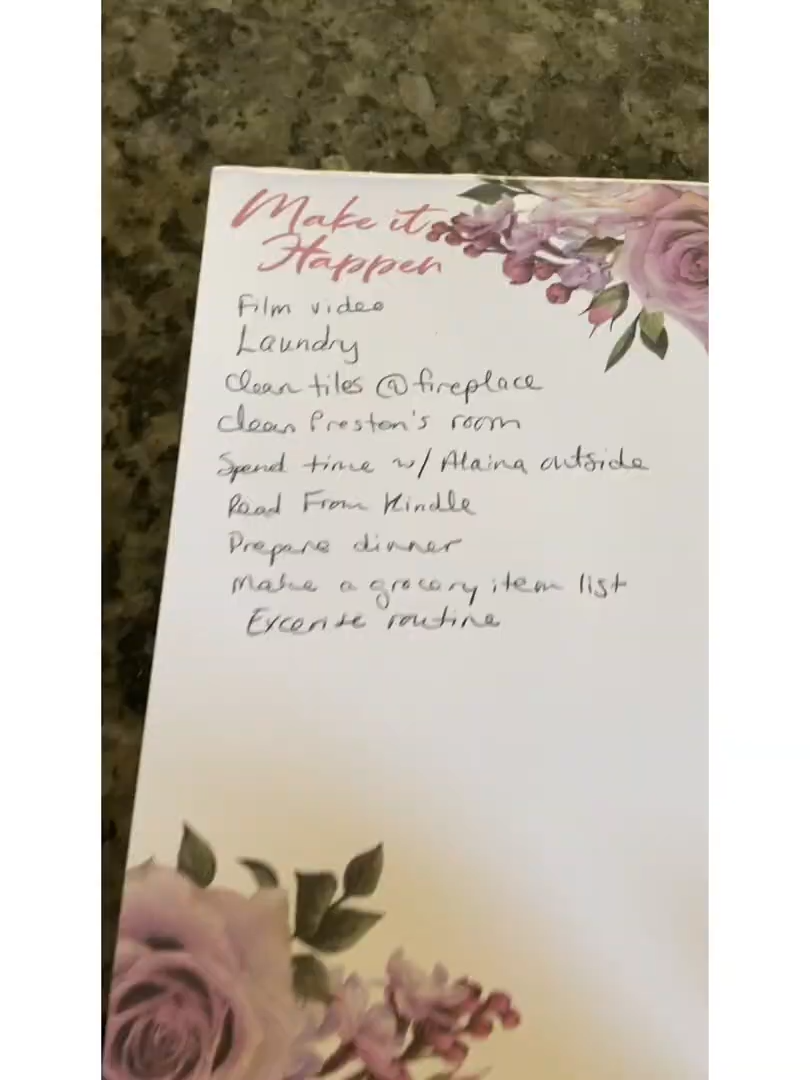 Make it
Happen
Film video
Laundry
Clean tiles @ fireplace
Clean Preston's room
Spend time w/ Alaina outside
Read From Kindle
Prepare dinner
Make a grocery item list
Excerise routine